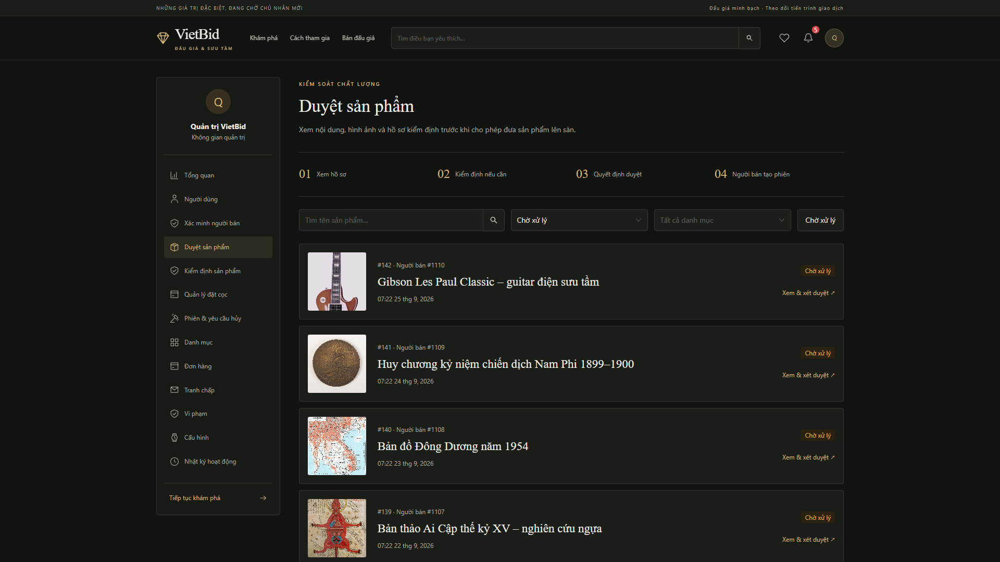 NHỮNG GIÁ TRỊ ĐẶC BIỆT, ĐANG CHỜ CHỦ NHÂN MỚI
Đấu giá minh bạch · Theo dõi tiến trình giao dịch
VietBid
ĐẤU GIÁ & SƯU TẦM
Khám phá
Cách tham gia
Bán đấu giá
Tìm điều bạn yêu thích...
5
Q
Q
Quản trị VietBid
Không gian quản trị
Tổng quan
Người dùng
Xác minh người bán
Duyệt sản phẩm
Kiểm định sản phẩm
Quản lý đặt cọc
Phiên & yêu cầu hủy
Danh mục
Đơn hàng
Tranh chấp
Vi phạm
Cấu hình
Nhật ký hoạt động
Tiếp tục khám phá
KIỂM SOÁT CHẤT LƯỢNG
Duyệt sản phẩm
Xem nội dung, hình ảnh và hồ sơ kiểm định trước khi cho phép đưa sản phẩm lên sàn.
01 Xem hồ sơ
02 Kiểm định nếu cần
03 Quyết định duyệt
04 Người bán tạo phiên
Tìm tên sản phẩm...
Chờ xử lý
Tất cả danh mục
Chờ xử lý
#142 · Người bán #1110
Gibson Les Paul Classic – guitar điện sưu tầm
07:22 25 thg 9, 2026
Chờ xử lý
Xem & xét duyệt ↗
#141 · Người bán #1109
Huy chương kỷ niệm chiến dịch Nam Phi 1899–1900
07:22 24 thg 9, 2026
Chờ xử lý
Xem & xét duyệt ↗
#140 · Người bán #1108
Bản đồ Đông Dương năm 1954
07:22 23 thg 9, 2026
Chờ xử lý
Xem & xét duyệt ↗
#139 · Người bán #1107
Bản thảo Ai Cập thế kỷ XV – nghiên cứu ngựa
07:22 22 thg 9, 2026
Chờ xử lý
Xem & xét duyệt ↗